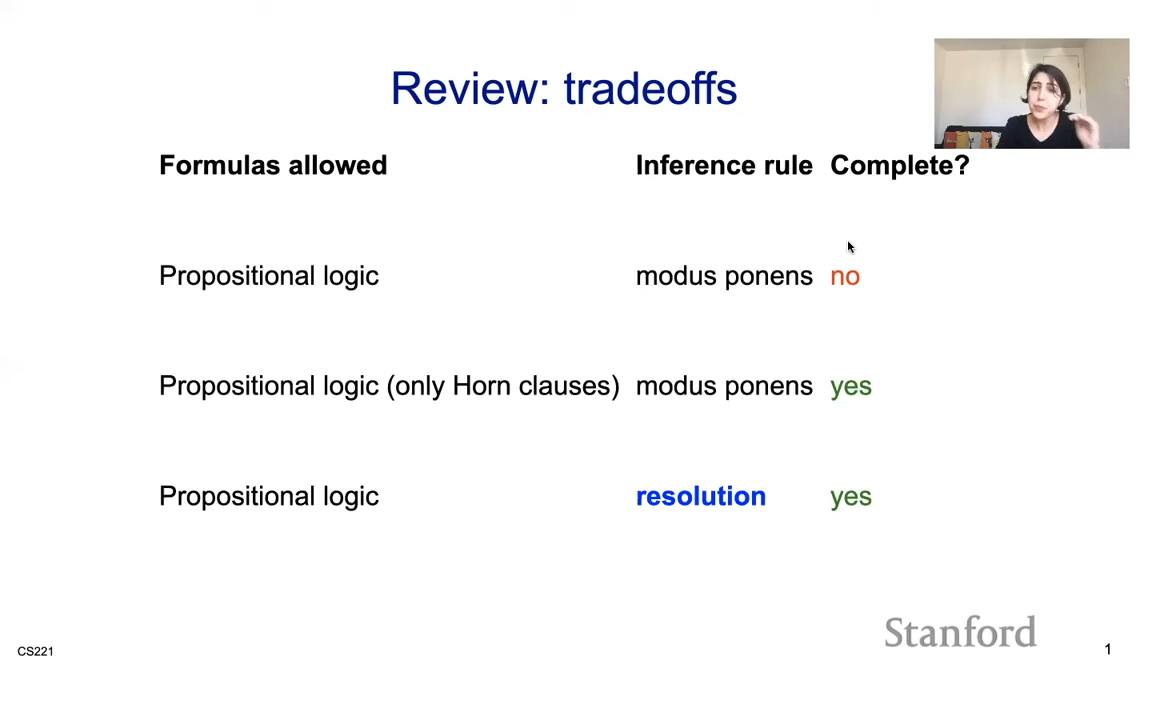 Review: tradeoffs
Formulas allowed Inference rule Complete?
Propositional logic modus ponens no
Propositional logic (only Horn clauses) modus ponens yes
Propositional logic resolution yes
Stanford
CS221 1